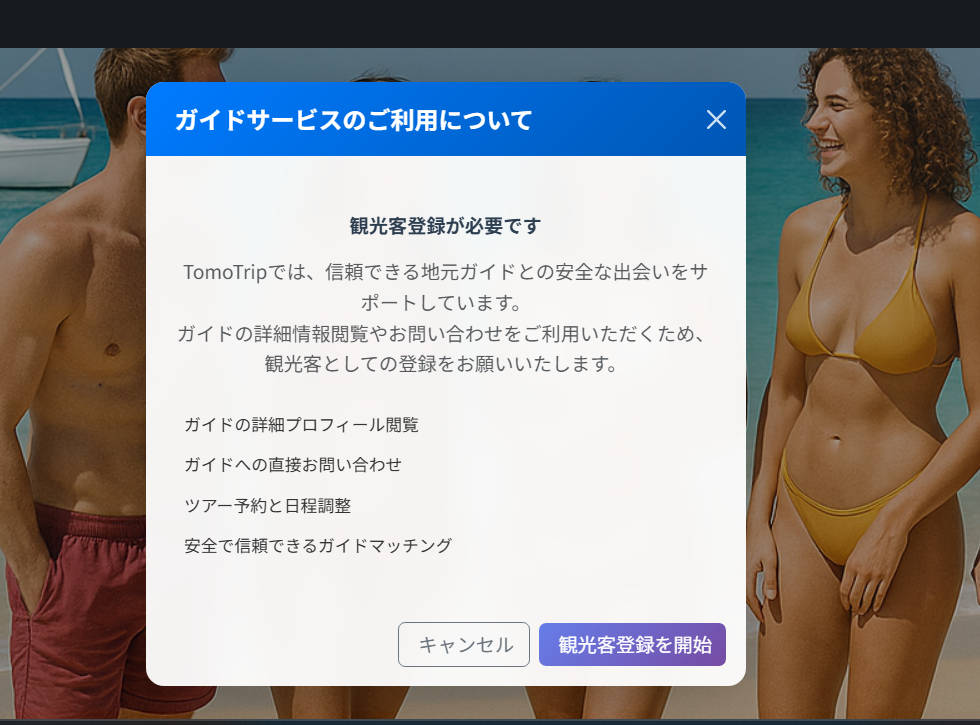 ガイドサービスのご利用について
観光客登録が必要です
TomoTripでは、信頼できる地元ガイドとの安全な出会いをサ
ポートしています。
ガイドの詳細情報閲覧やお問い合わせをご利用いただくため、
観光客としての登録をお願いいたします。
ガイドの詳細プロフィール閲覧
ガイドへの直接お問い合わせ
ツアー予約と日程調整
安全で信頼できるガイドマッチング
キャンセル
観光客登録を開始